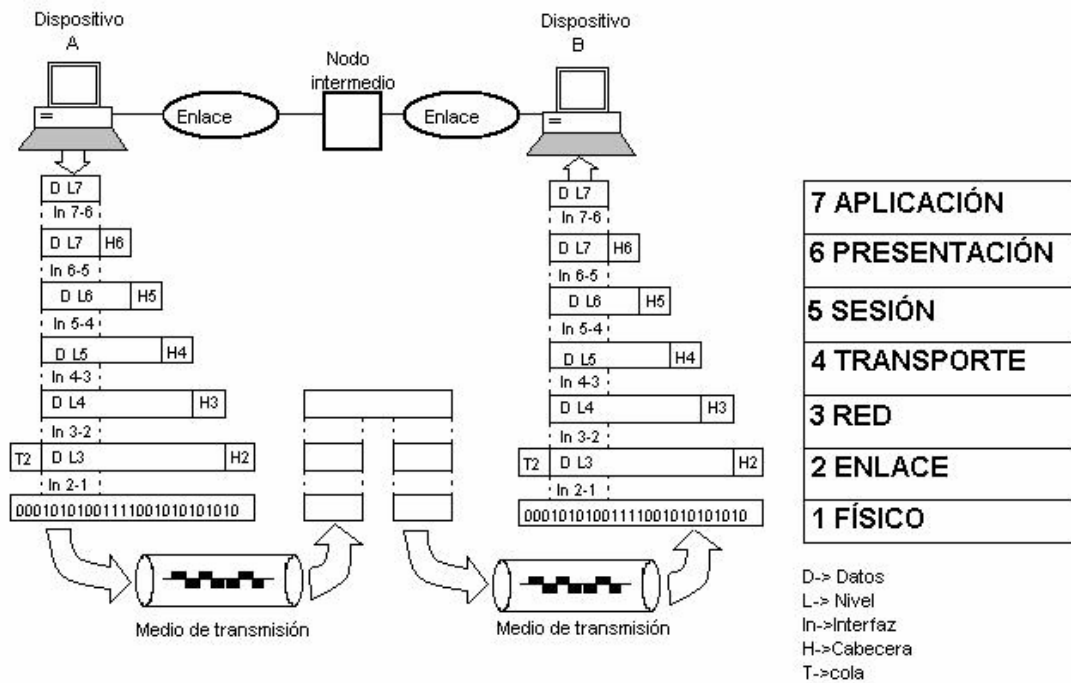 Dispositivo
A
Dispositivo
B
Nodo
intermedio
Enlace
Enlace
D L7
In 7-6
D L7 H6
In 6-5
D L6 H5
In 5-4
D L5 H4
In 4-3
D L4 H3
In 3-2
T2 D L3 H2
In 2-1
0001010100111110010101010101010
Medio de transmisión
D L7
In 7-6
D L7 H6
In 6-5
D L6 H5
In 5-4
D L5 H4
In 4-3
D L4 H3
In 3-2
T2 D L3 H2
In 2-1
0001010100111100101010101010
Medio de transmisión
7 APLICACIÓN
6 PRESENTACIÓN
5 SESIÓN
4 TRANSPORTE
3 RED
2 ENLACE
1 FÍSICO
D-> Datos
L-> Nivel
In->Interfaz
H->Cabecera
T->cola